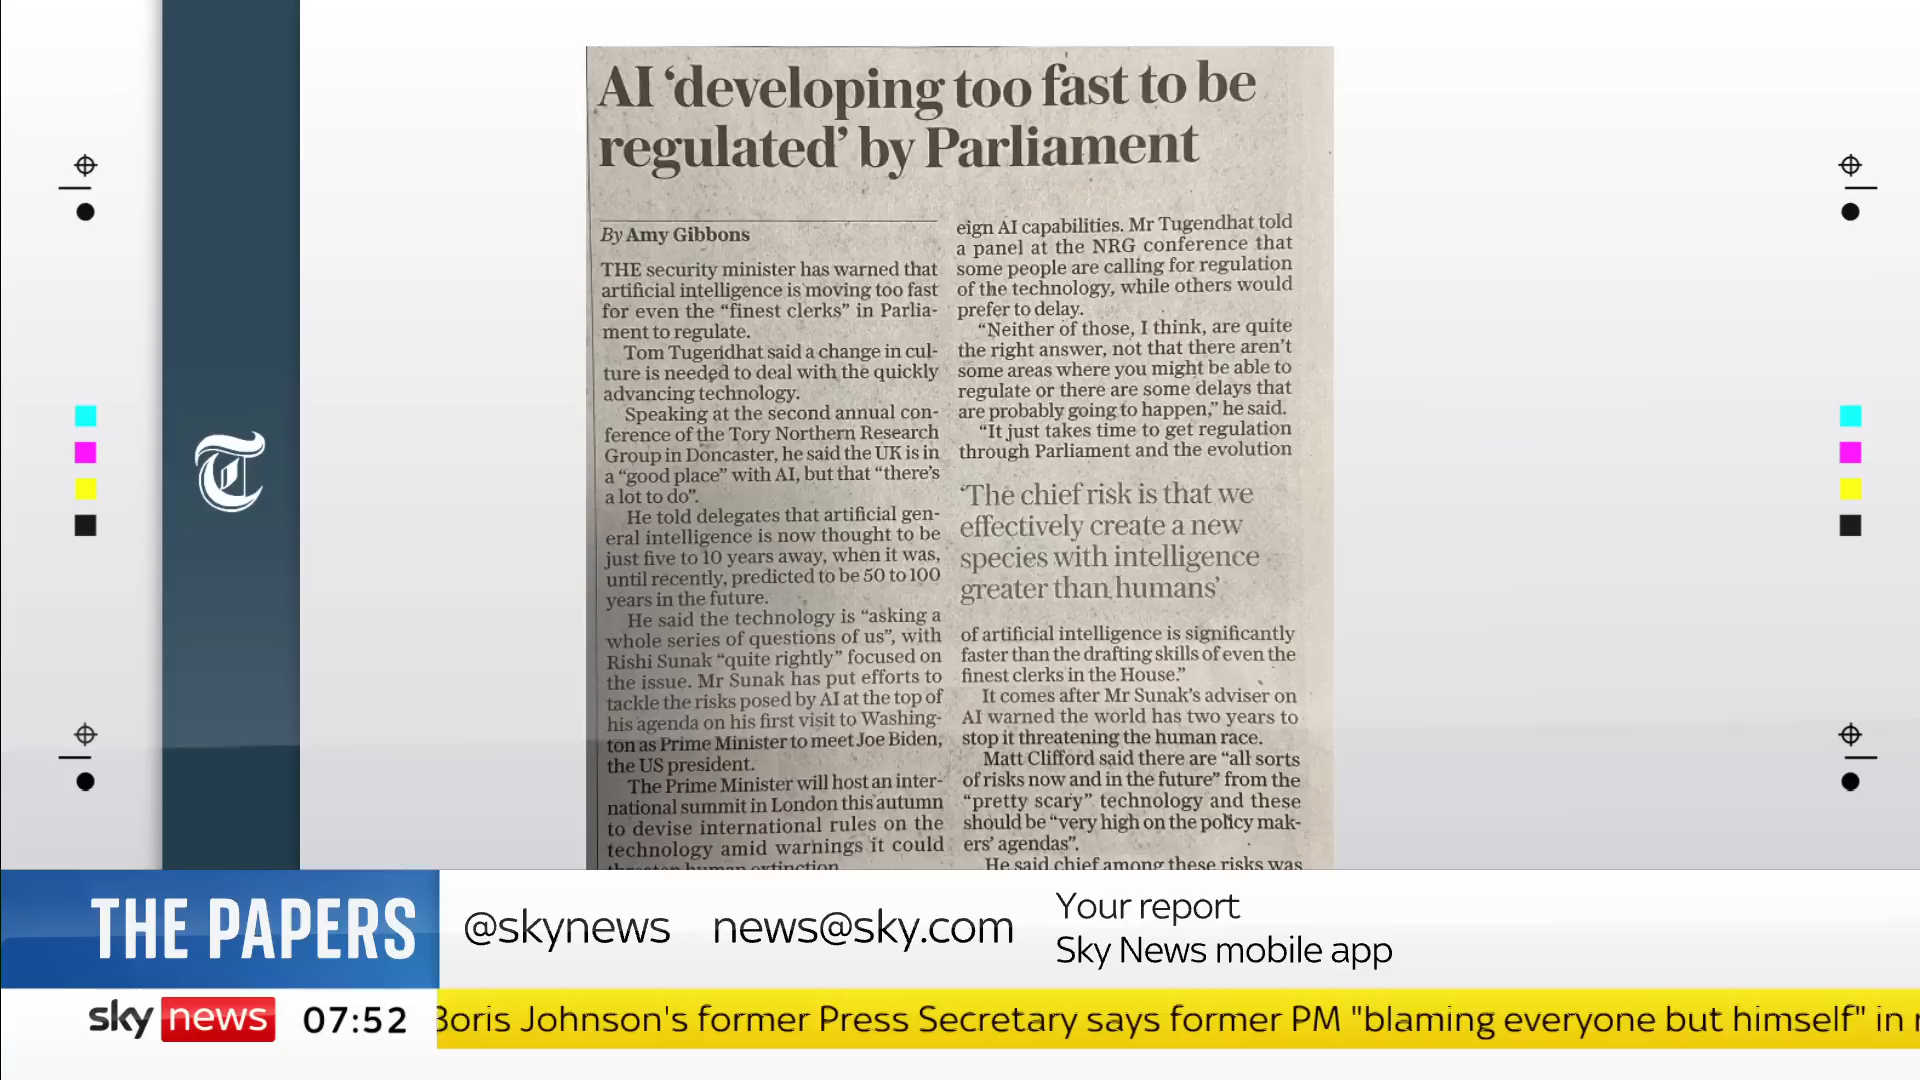 AI ‘developing too fast to be
regulated’ by Parliament
By Amy Gibbons
THE security minister has warned that
artificial intelligence is moving too fast
for even the “finest clerks” in Parlia-
ment to regulate.
Tom Tugendhat said a change in cul-
ture is needed to deal with the quickly
advancing technology.
Speaking at the second annual con-
ference of the Tory Northern Research
Group in Doncaster, he said the UK is in
a “good place” with AI, but that “there’s
a lot to do”.
He told delegates that artificial gen-
eral intelligence is now thought to be
just five to 10 years away, when it was,
until recently, predicted to be 50 to 100
years in the future.
He said the technology is “asking a
whole series of questions of us”, with
Rishi Sunak “quite rightly” focused on
the issue. Mr Sunak has put efforts to
tackle the risks posed by AI at the top of
his agenda on his first visit to Washing-
ton as Prime Minister to meet Joe Biden,
the US president.
The Prime Minister will host an inter-
national summit in London this autumn
to devise international rules on the
technology amid warnings it could
threaten human extinction.
eign AI capabilities. Mr Tugendhat told
a panel at the NRG conference that
some people are calling for regulation
of the technology, while others would
prefer to delay.
“Neither of those, I think, are quite
the right answer, not that there aren’t
some areas where you might be able to
regulate or there are some delays that
are probably going to happen,” he said.
“It just takes time to get regulation
through Parliament and the evolution
‘The chief risk is that we
effectively create a new
species with intelligence
greater than humans’
of artificial intelligence is significantly
faster than the drafting skills of even the
finest clerks in the House.”
It comes after Mr Sunak’s adviser on
AI warned the world has two years to
stop it threatening the human race.
Matt Clifford said there are “all sorts
of risks now and in the future” from the
“pretty scary” technology and these
should be “very high on the policy mak-
ers’ agendas”.
He said chief among these risks was
T
THE PAPERS
@skynews news@sky.com
Your report
Sky News mobile app
sky news 07:52
Boris Johnson's former Press Secretary says former PM "blaming everyone but himself" in